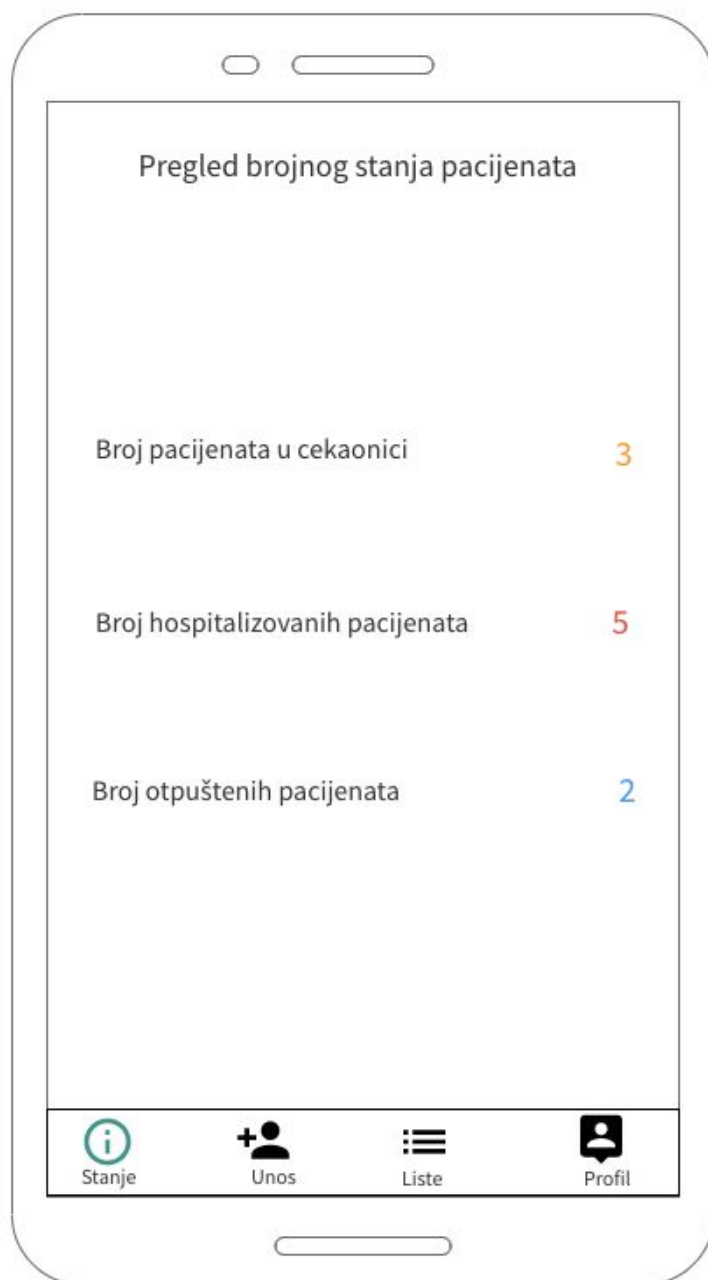 Pregled brojnog stanja pacijenata
Broj pacijenata u cekaonici 3
Broj hospitalizovanih pacijenata 5
Broj otpuštenih pacijenata 2
Stanje Unos Liste Profil